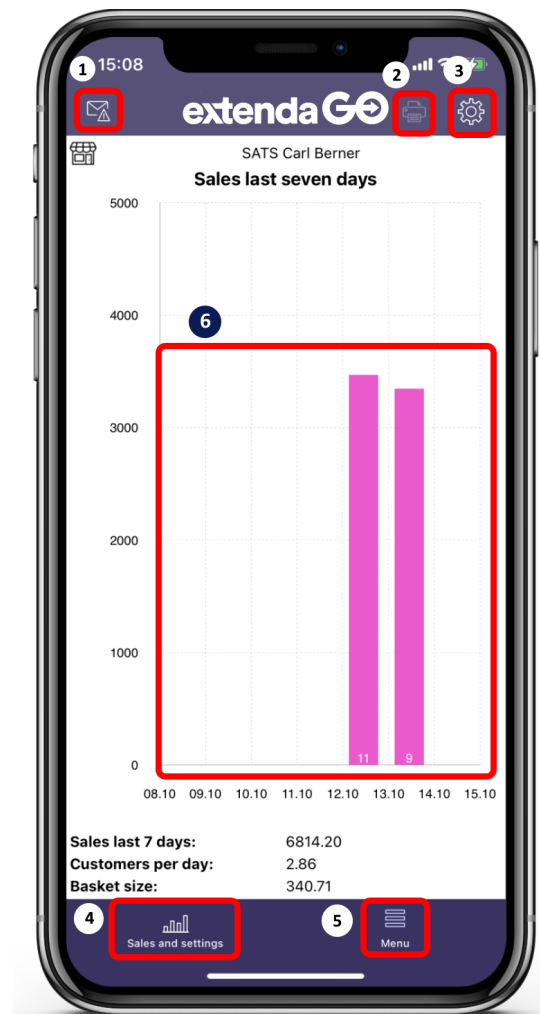 1 15:08 2 3
extenda GO
SATS Carl Berner
Sales last seven days
5000
4000
6
3000
2000
1000
11 9
0
08.10 09.10 10.10 11.10 12.10 13.10 14.10 15.10
Sales last 7 days: 6814.20
Customers per day: 2.86
Basket size: 340.71
4 5
Sales and settings Menu